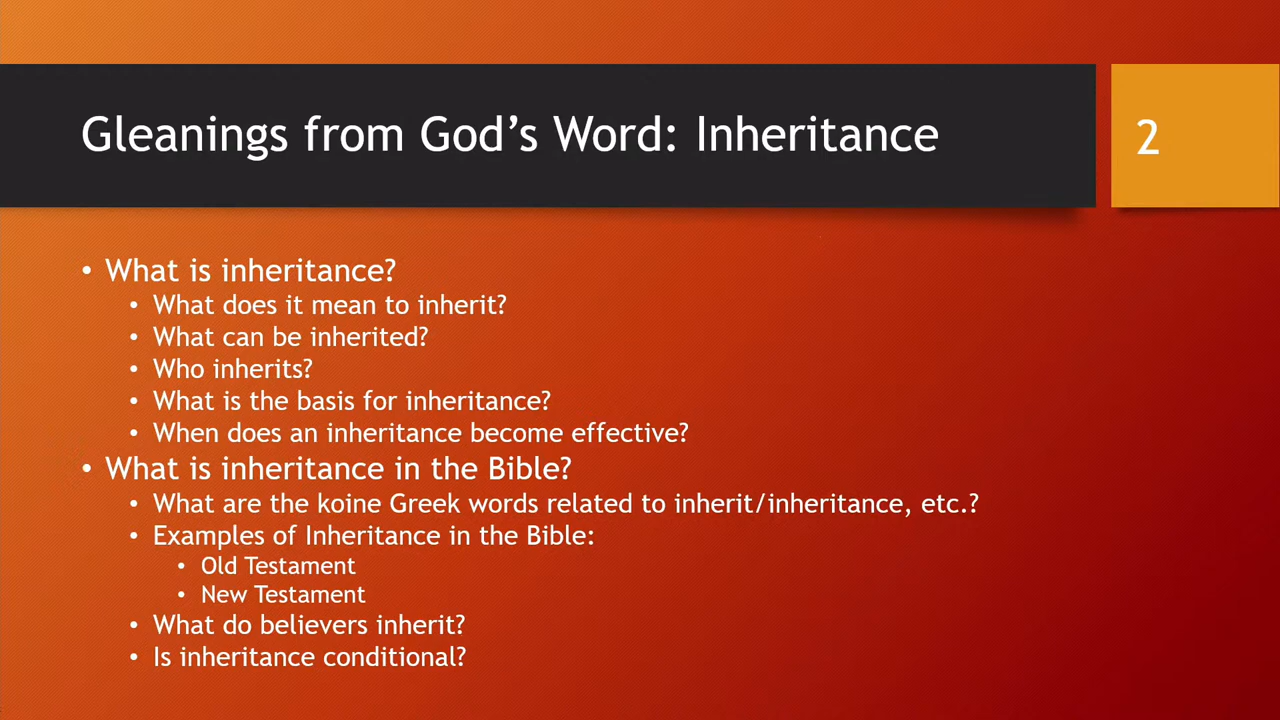 Gleanings from God’s Word: Inheritance
2
• What is inheritance?
• What does it mean to inherit?
• What can be inherited?
• Who inherits?
• What is the basis for inheritance?
• When does an inheritance become effective?
• What is inheritance in the Bible?
• What are the koine Greek words related to inherit/inheritance, etc.?
• Examples of Inheritance in the Bible:
• Old Testament
• New Testament
• What do believers inherit?
• Is inheritance conditional?